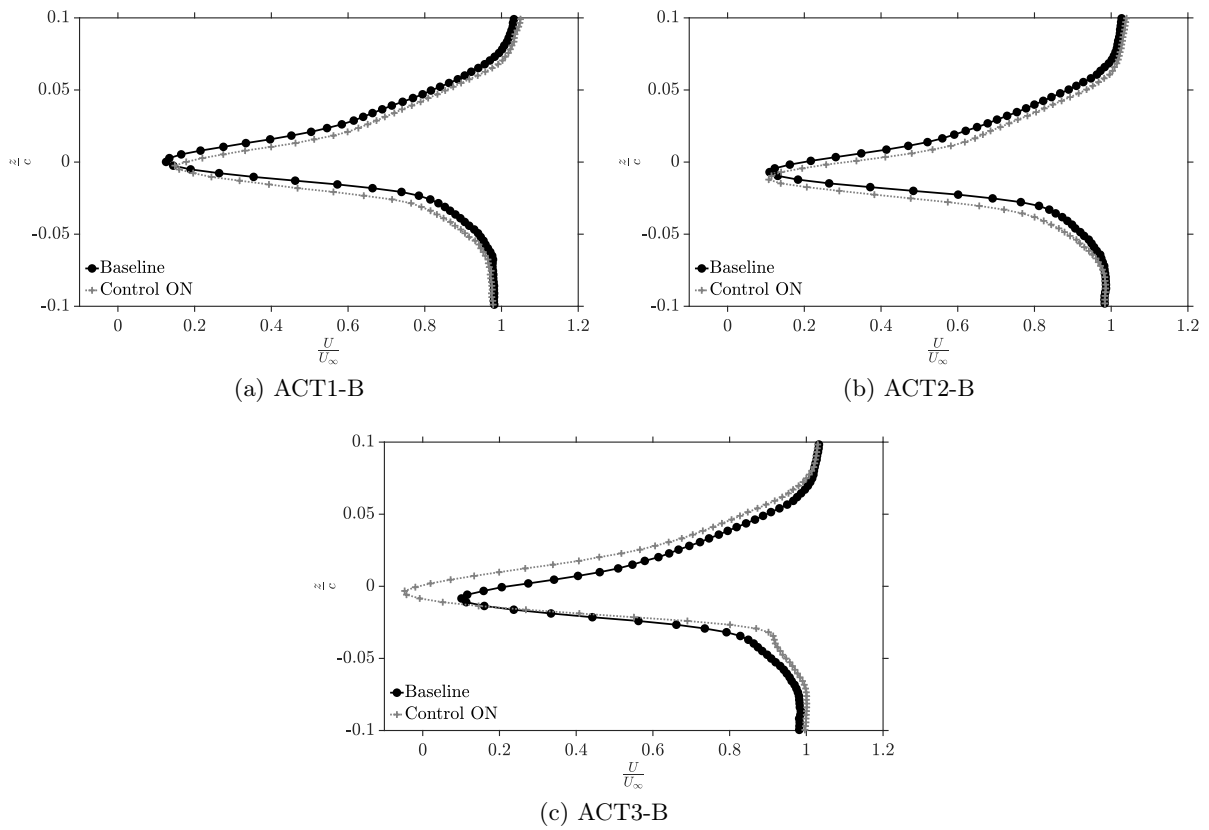 0.1
0.05
z/c
0
-0.05
-0.1
Baseline
Control ON
0 0.2 0.4 0.6 0.8 1 1.2
U/U∞
(a) ACT1-B
0.1
0.05
z/c
0
-0.05
-0.1
Baseline
Control ON
0 0.2 0.4 0.6 0.8 1 1.2
U/U∞
(b) ACT2-B
0.1
0.05
z/c
0
-0.05
-0.1
Baseline
Control ON
0 0.2 0.4 0.6 0.8 1 1.2
U/U∞
(c) ACT3-B